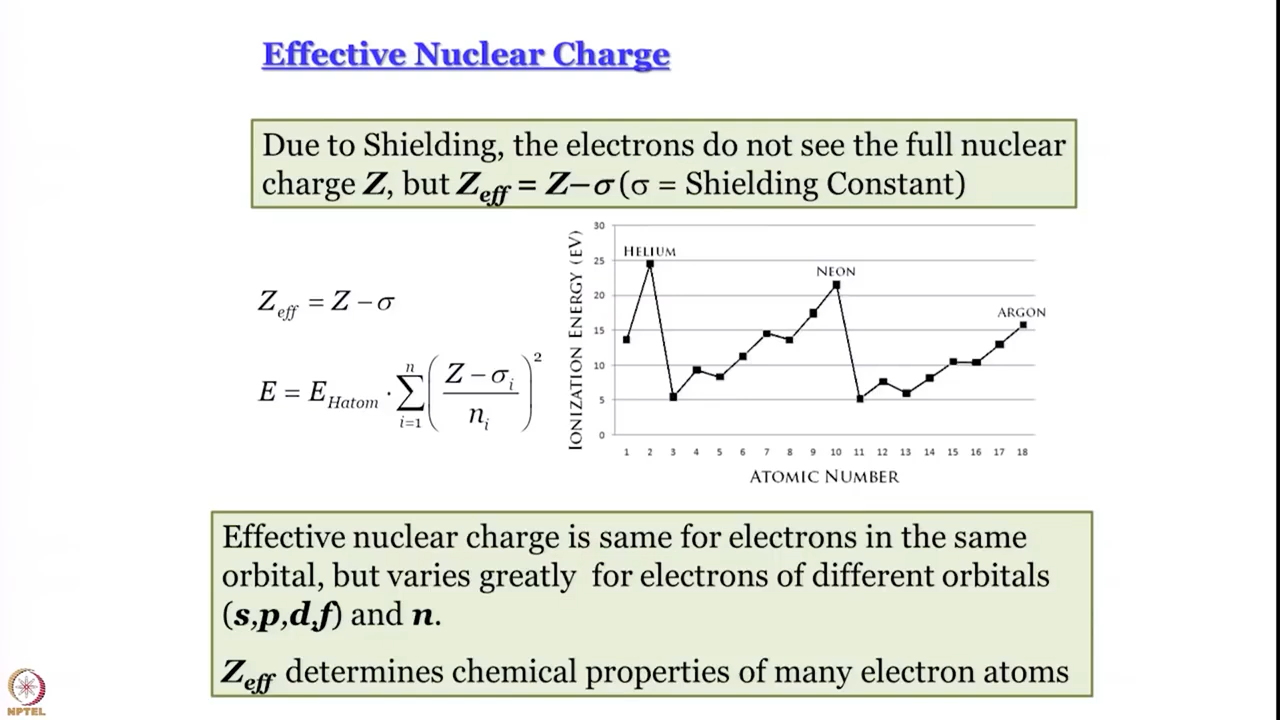 Effective Nuclear Charge
Due to Shielding, the electrons do not see the full nuclear
charge Z, but Zeff = Z−σ (σ = Shielding Constant)
Zeff = Z − σ
E = EHatom · ∑ⁿᵢ₌₁ ((Z − σᵢ)/nᵢ)²
IONIZATION ENERGY (EV)
30
25
20
15
10
5
0
HELIUM
NEON
ARGON
1 2 3 4 5 6 7 8 9 10 11 12 13 14 15 16 17 18
ATOMIC NUMBER
Effective nuclear charge is same for electrons in the same
orbital, but varies greatly for electrons of different orbitals
(s,p,d,f) and n.
Zeff determines chemical properties of many electron atoms
NPTEL